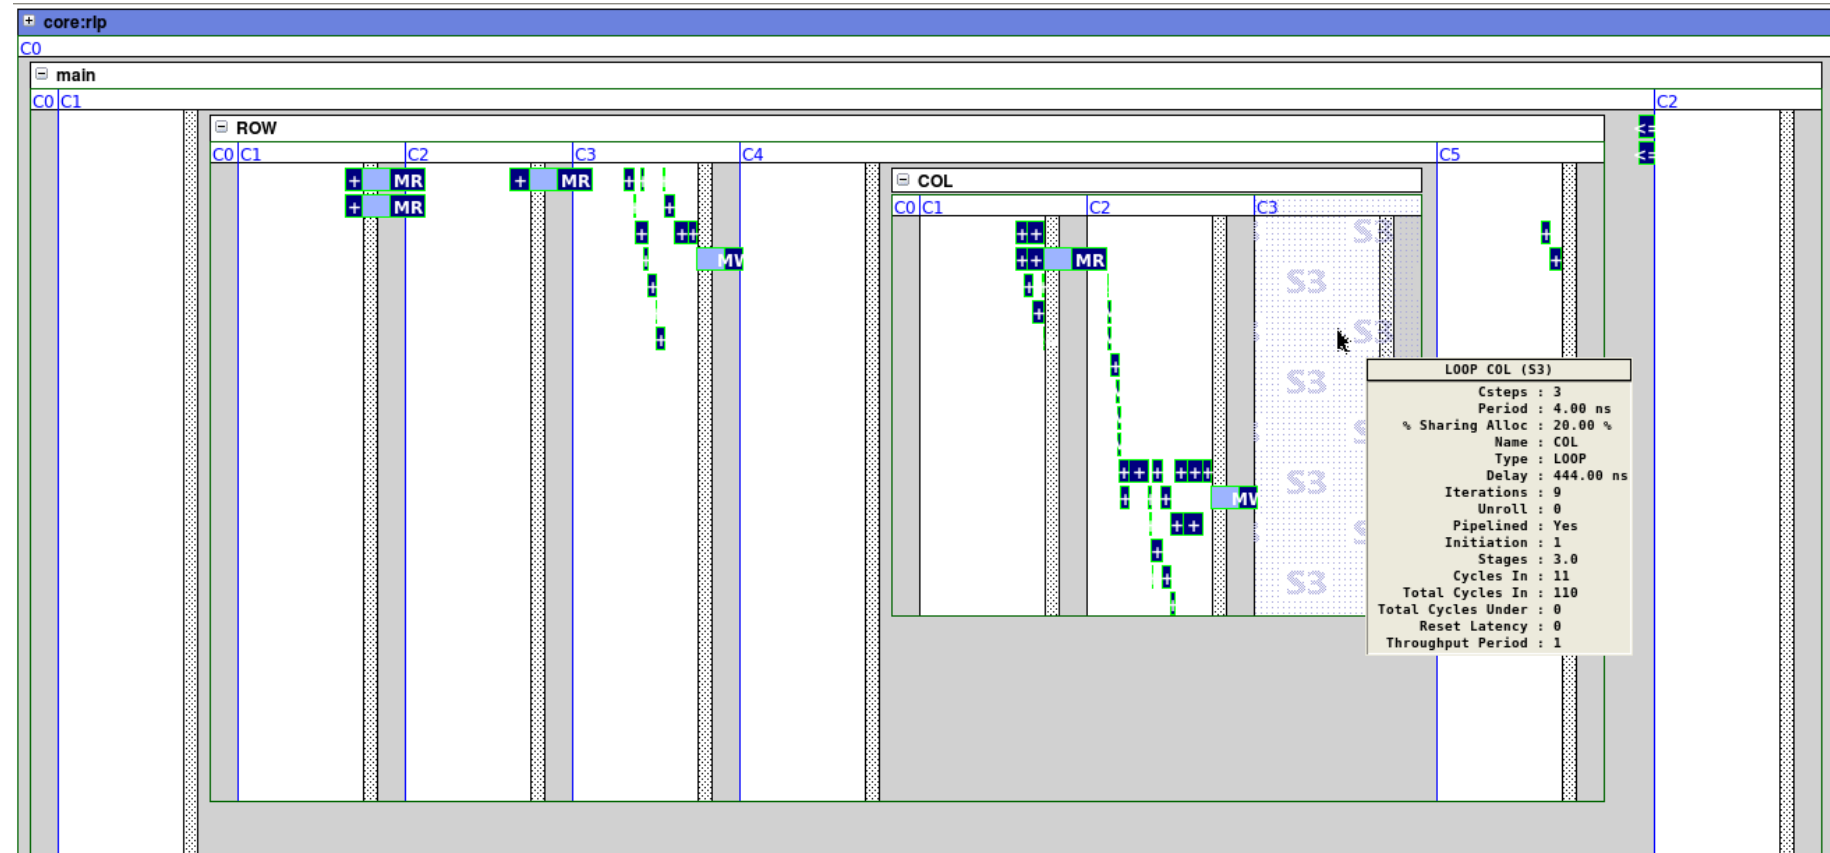 core:rlp
C0
main
C0 C1 C2
ROW
C0 C1 C2 C3 C4 C5
<=
<=
+ MR + MR +
+ MR +
COL
C0 C1 C2 C3
+ ++ ++ S3 +
MW ++ MR +
+ + S3
+
+ S3
+
S3
++ + +++
+ + MW S3
++
+
+
S3
LOOP COL (S3)
Csteps : 3
Period : 4.00 ns
% Sharing Alloc : 20.00 %
Name : COL
Type : LOOP
Delay : 444.00 ns
Iterations : 9
Unroll : 0
Pipelined : Yes
Initiation : 1
Stages : 3.0
Cycles In : 11
Total Cycles In : 110
Total Cycles Under : 0
Reset Latency : 0
Throughput Period : 1